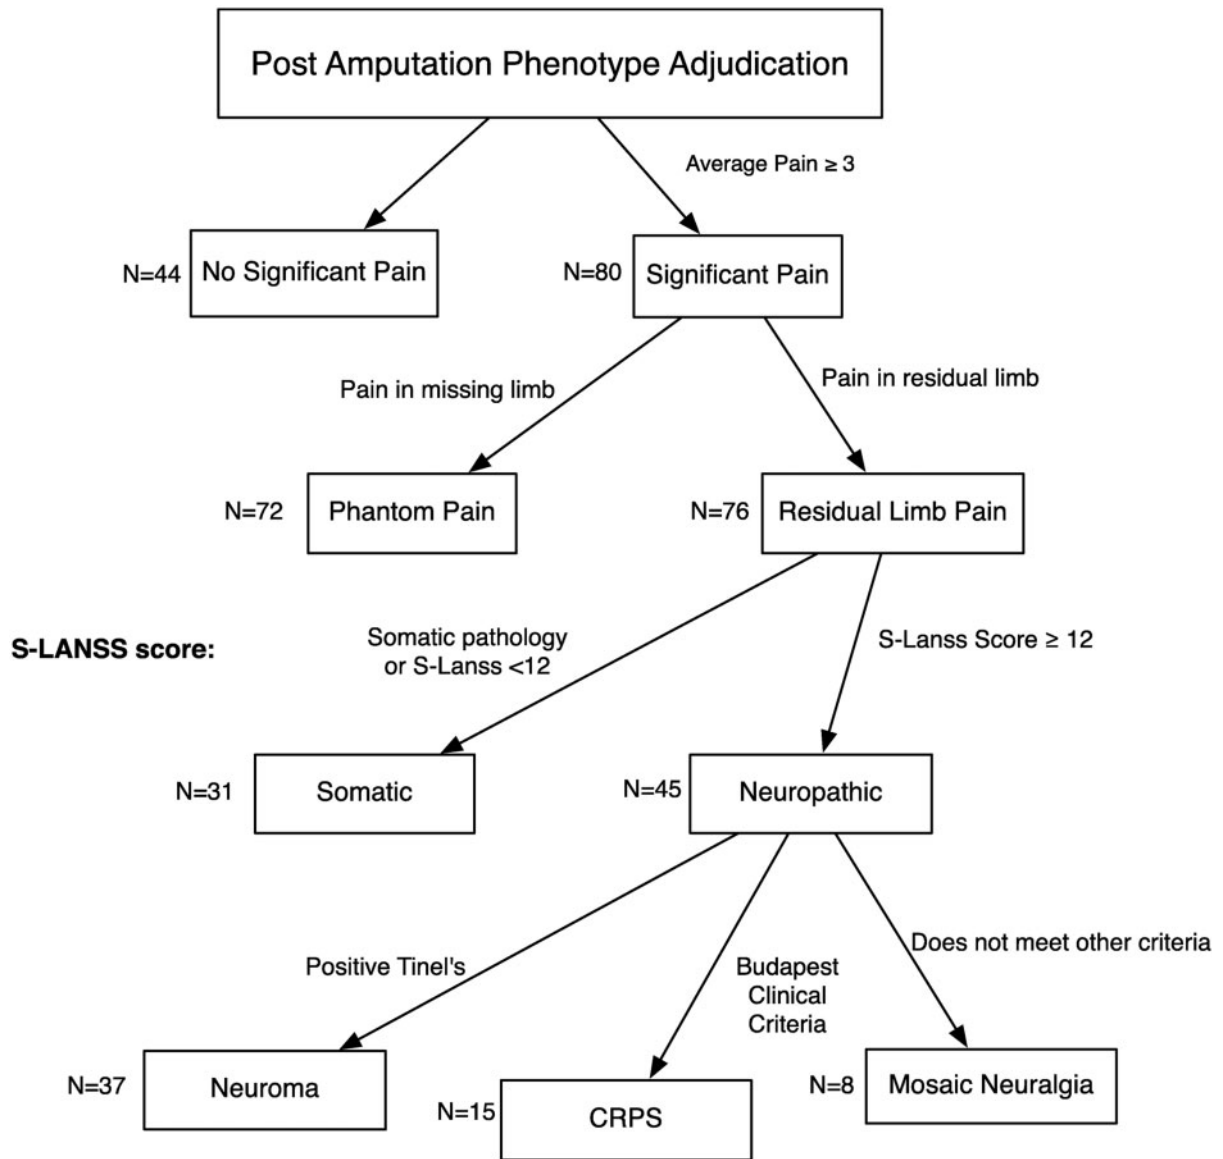 Post Amputation Phenotype Adjudication
Average Pain ≥ 3
N=44
No Significant Pain
N=80
Significant Pain
Pain in missing limb
Pain in residual limb
N=72
Phantom Pain
N=76
Residual Limb Pain
S-LANSS score:
Somatic pathology
or S-Lanss <12
S-Lanss Score ≥ 12
N=31
Somatic
N=45
Neuropathic
Positive Tinel's
Budapest
Clinical
Criteria
Does not meet other criteria
N=37
Neuroma
N=15
CRPS
N=8
Mosaic Neuralgia